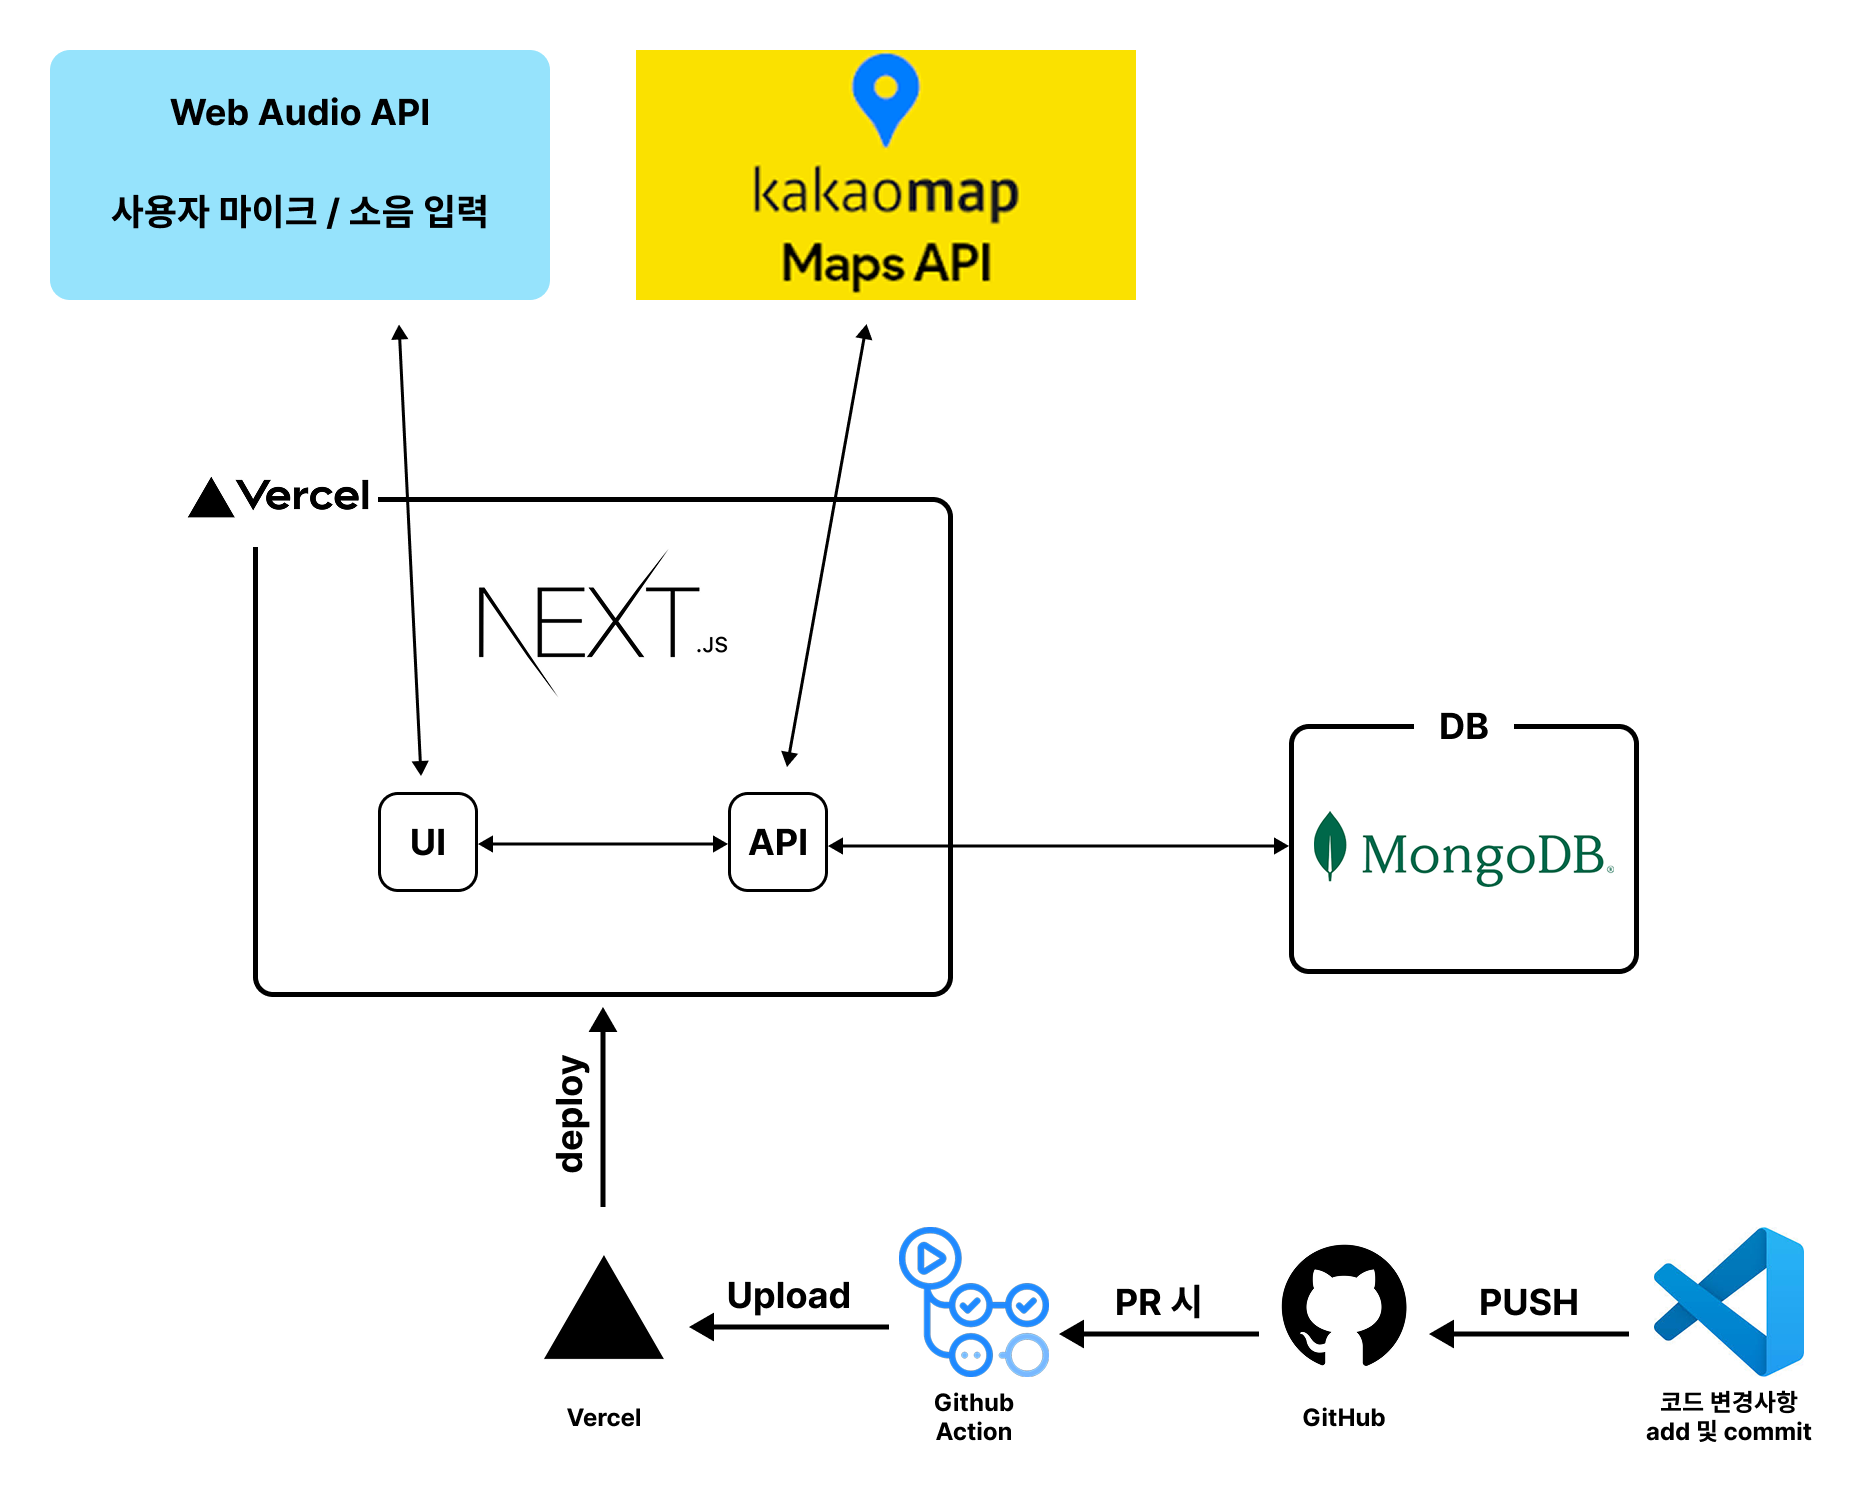 Web Audio API
사용자 마이크 / 소음 입력
kakaomap
Maps API
Vercel
NEXT.JS
UI
API
DB
MongoDB®
deploy
Upload
PR 시
PUSH
Vercel
Github
Action
GitHub
코드 변경사항
add 및 commit